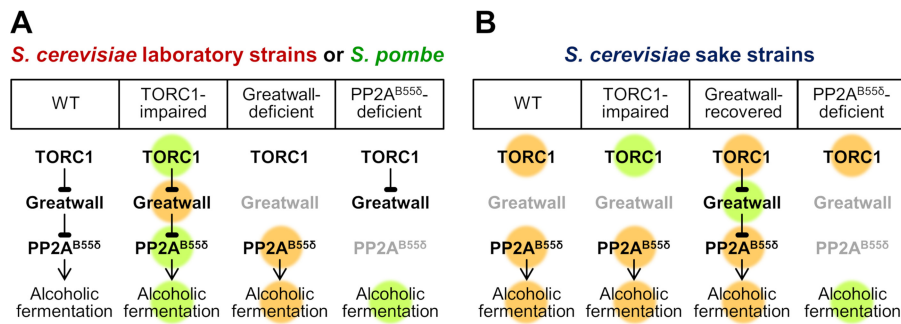 A
S. cerevisiae laboratory strains or S. pombe
WT
TORC1-
impaired
Greatwall-
deficient
PP2AB55δ-
deficient
TORC1
TORC1
TORC1
TORC1
Greatwall
Greatwall
Greatwall
Greatwall
PP2AB55δ
PP2AB55δ
PP2AB55δ
PP2AB55δ
Alcoholic
fermentation
Alcoholic
fermentation
Alcoholic
fermentation
Alcoholic
fermentation
B
S. cerevisiae sake strains
WT
TORC1-
impaired
Greatwall-
recovered
PP2AB55δ-
deficient
TORC1
TORC1
TORC1
TORC1
Greatwall
Greatwall
Greatwall
Greatwall
PP2AB55δ
PP2AB55δ
PP2AB55δ
PP2AB55δ
Alcoholic
fermentation
Alcoholic
fermentation
Alcoholic
fermentation
Alcoholic
fermentation